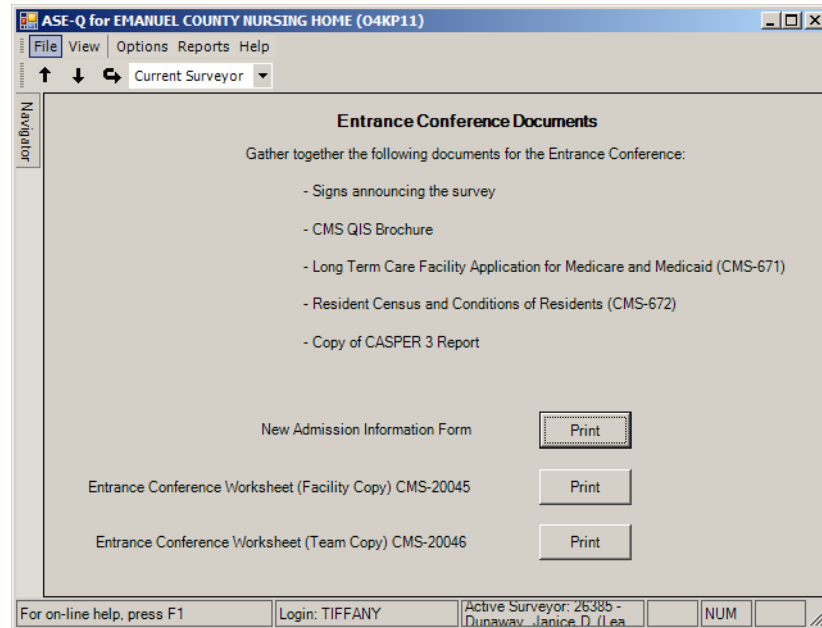 ASE-Q for EMANUEL COUNTY NURSING HOME (O4KP11)
File View Options Reports Help
Current Surveyor
Navigator
Entrance Conference Documents
Gather together the following documents for the Entrance Conference:
- Signs announcing the survey
- CMS QIS Brochure
- Long Term Care Facility Application for Medicare and Medicaid (CMS-671)
- Resident Census and Conditions of Residents (CMS-672)
- Copy of CASPER 3 Report
New Admission Information Form Print
Entrance Conference Worksheet (Facility Copy) CMS-20045 Print
Entrance Conference Worksheet (Team Copy) CMS-20046 Print
For on-line help, press F1 Login: TIFFANY Active Surveyor: 26385 - NUM
Dunaway, Janice D. (Lea